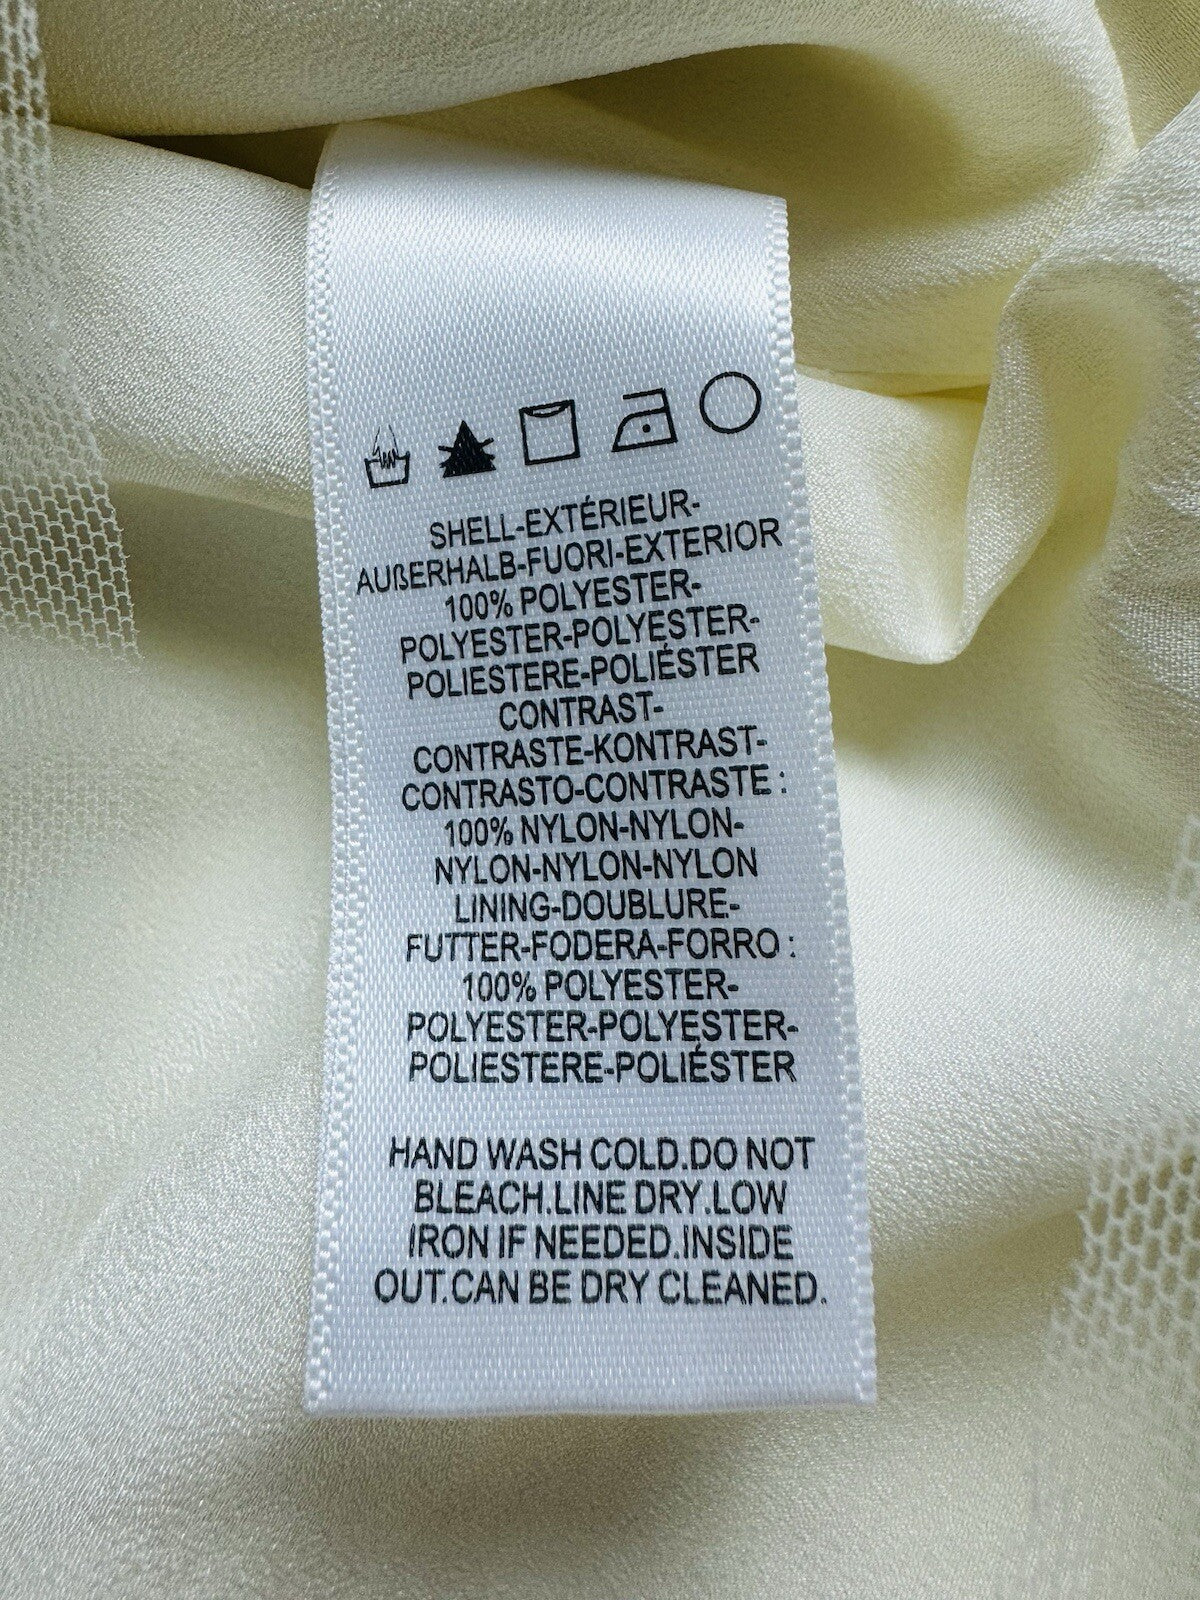 SHELL-EXTÉRIEUR-
AUßERHALB-FUORI-EXTERIOR
100% POLYESTER-
POLYESTER-POLYESTER-
POLIESTERE-POLIÉSTER
CONTRAST-
CONTRASTE-KONTRAST-
CONTRASTO-CONTRASTE :
100% NYLON-NYLON-
NYLON-NYLON-NYLON
LINING-DOUBLURE-
FUTTER-FODERA-FORRO :
100% POLYESTER-
POLYESTER-POLYESTER-
POLIESTERE-POLIÉSTER
HAND WASH COLD.DO NOT
BLEACH.LINE DRY.LOW
IRON IF NEEDED.INSIDE
OUT.CAN BE DRY CLEANED.